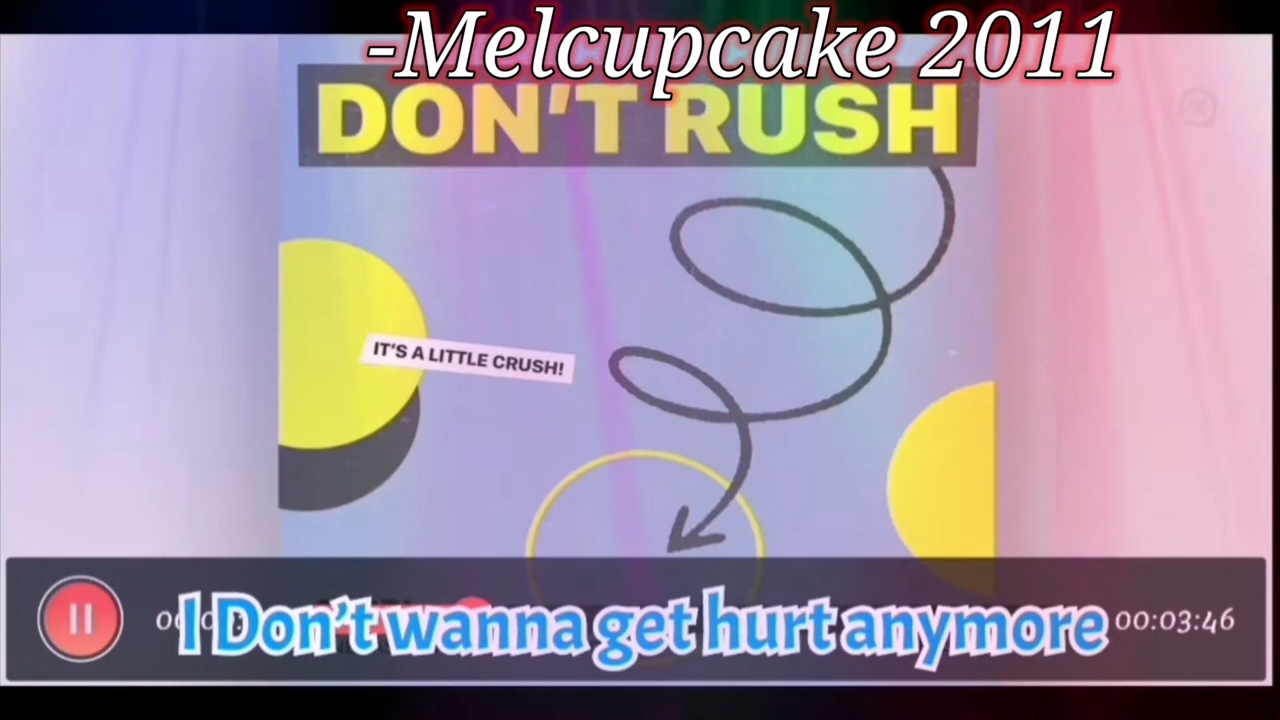 -Melcupcake 2011
DON'T RUSH
IT'S A LITTLE CRUSH!
I Don't wanna get hurt anymore
00:03:46